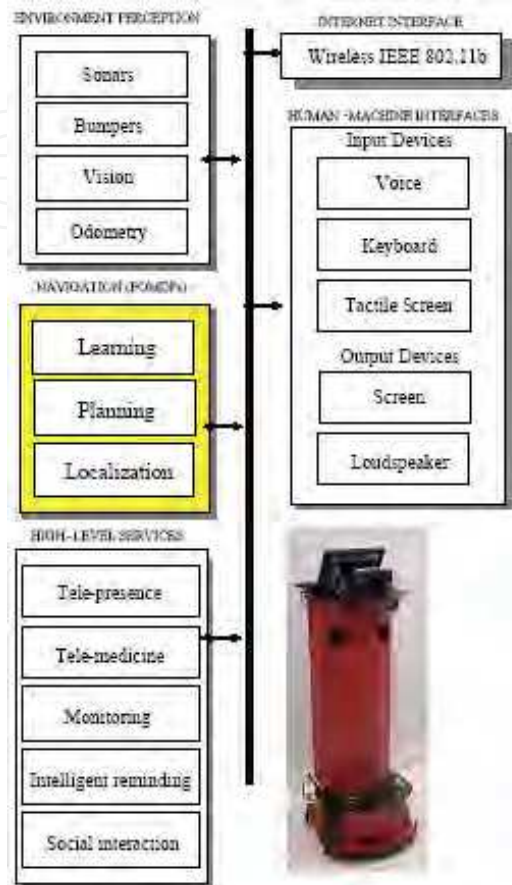 ENVIRONMENT PERCEPTION
Sonars
Bumpers
Vision
Odometry
NAVIGATION (POMDPs)
Learning
Planning
Localization
HIGH-LEVEL SERVICES
Tele-presence
Tele-medicine
Monitoring
Intelligent reminding
Social interaction
INTERNET INTERFACE
Wireless IEEE 802.11b
HUMAN -MACHINE INTERFACES
Input Devices
Voice
Keyboard
Tactile Screen
Output Devices
Screen
Loudspeaker